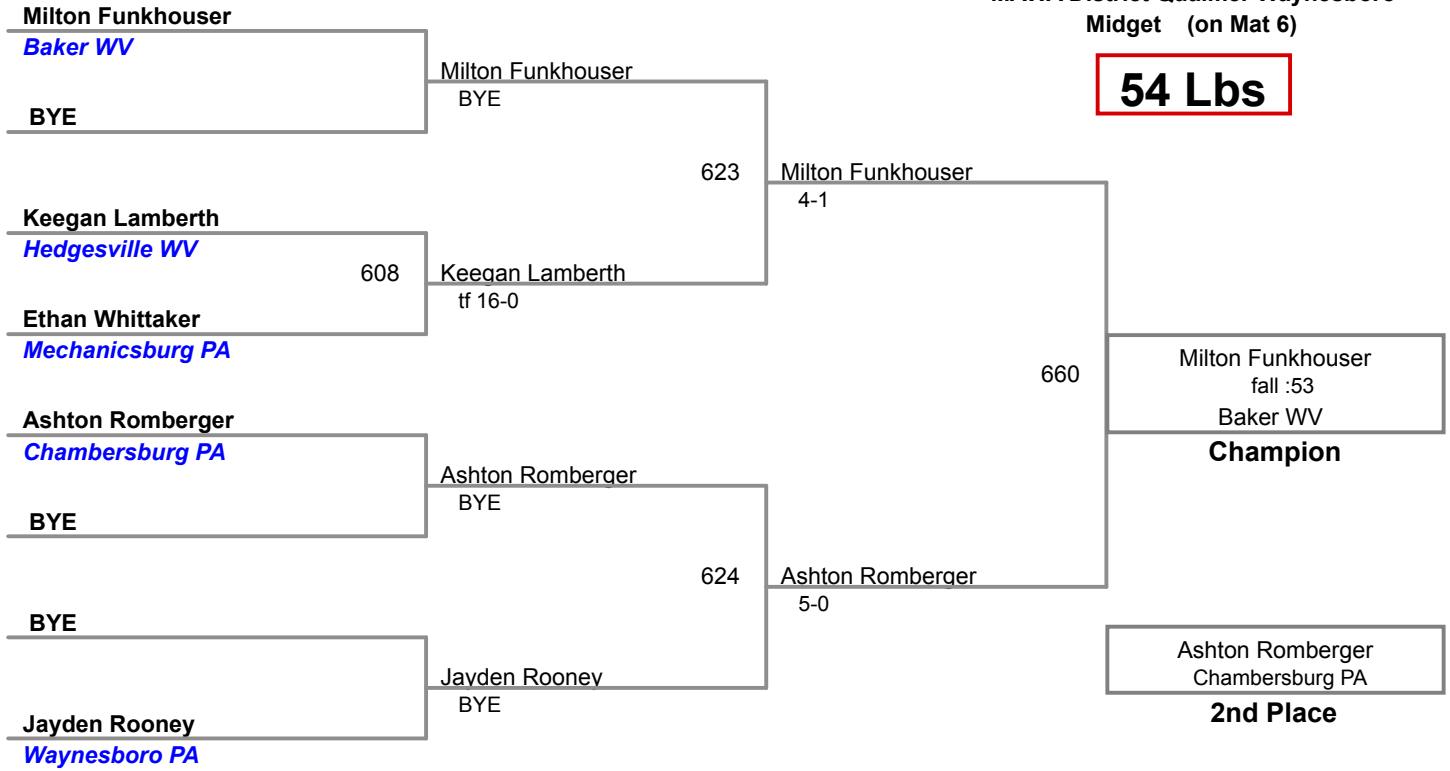 Milton Funkhouser
Baker WV
BYE
Milton Funkhouser
BYE
Midget (on Mat 6)
54 Lbs
623
Milton Funkhouser
4-1
Keegan Lamberth
Hedgesville WV
608
Keegan Lamberth
tf 16-0
Ethan Whittaker
Mechanicsburg PA
660
Milton Funkhouser
fall :53
Baker WV
Champion
Ashton Romberger
Chambersburg PA
Ashton Romberger
BYE
BYE
624
Ashton Romberger
5-0
BYE
Jayden Rooney
BYE
Jayden Rooney
Waynesboro PA
Ashton Romberger
Chambersburg PA
2nd Place